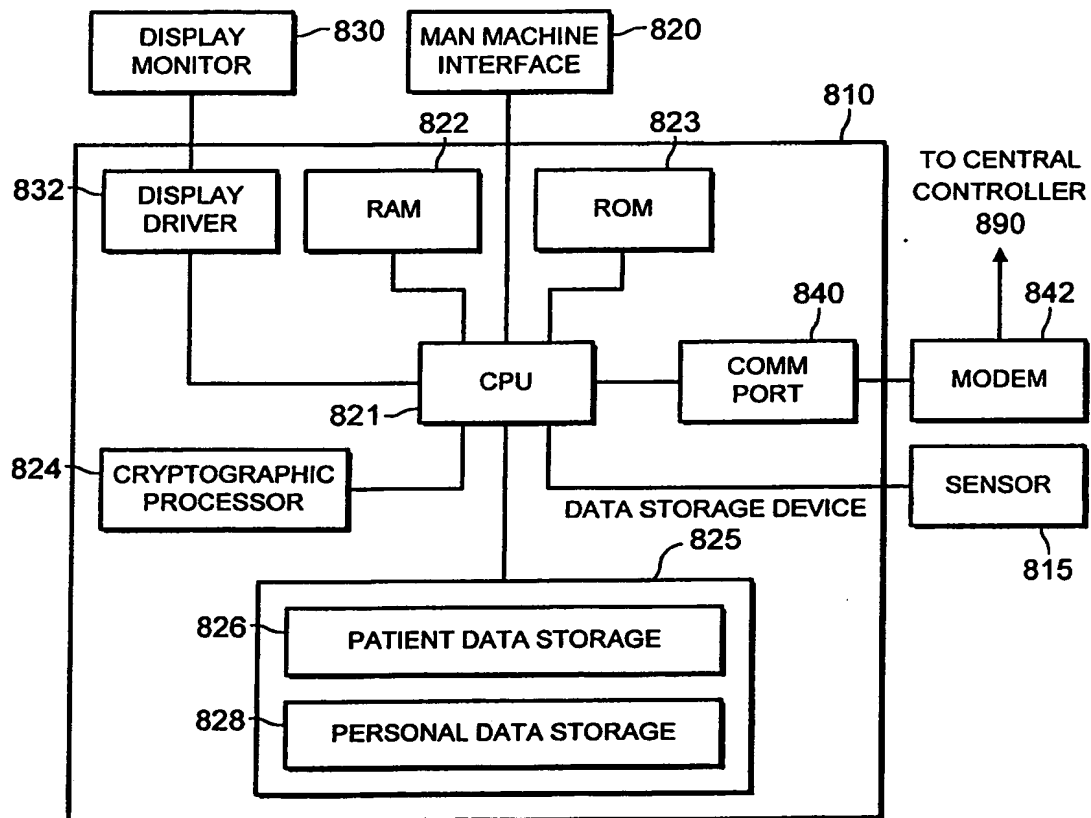 DISPLAY
MONITOR
830
MAN MACHINE
INTERFACE
820
810
822
823
TO CENTRAL
CONTROLLER
890
832
DISPLAY
DRIVER
RAM
ROM
840
842
CPU
821
COMM
PORT
MODEM
824
CRYPTOGRAPHIC
PROCESSOR
SENSOR
815
DATA STORAGE DEVICE
825
826
PATIENT DATA STORAGE
828
PERSONAL DATA STORAGE